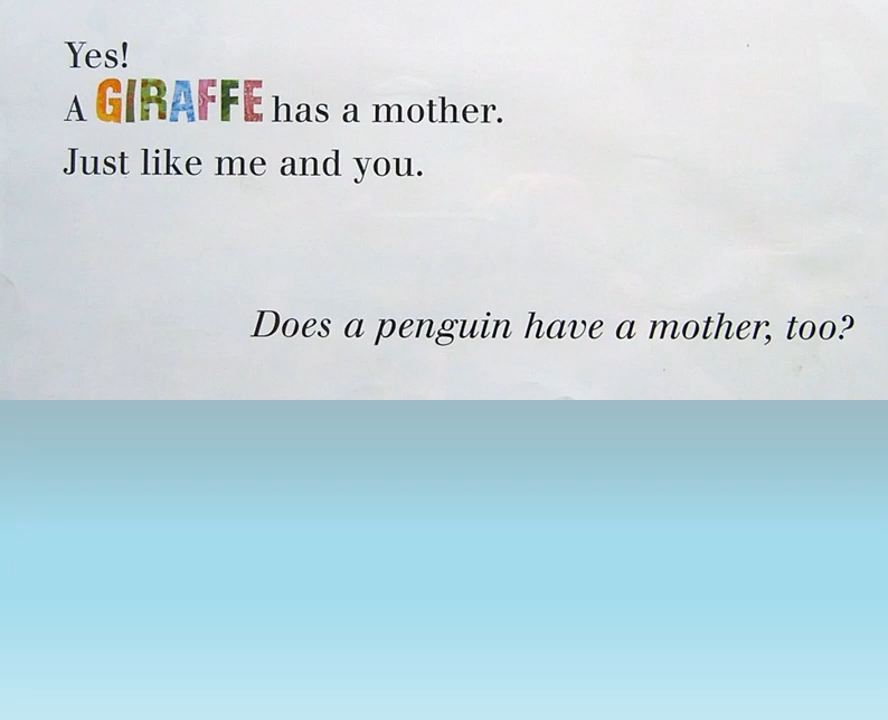 Yes!
A GIRAFFE has a mother.
Just like me and you.
Does a penguin have a mother, too?